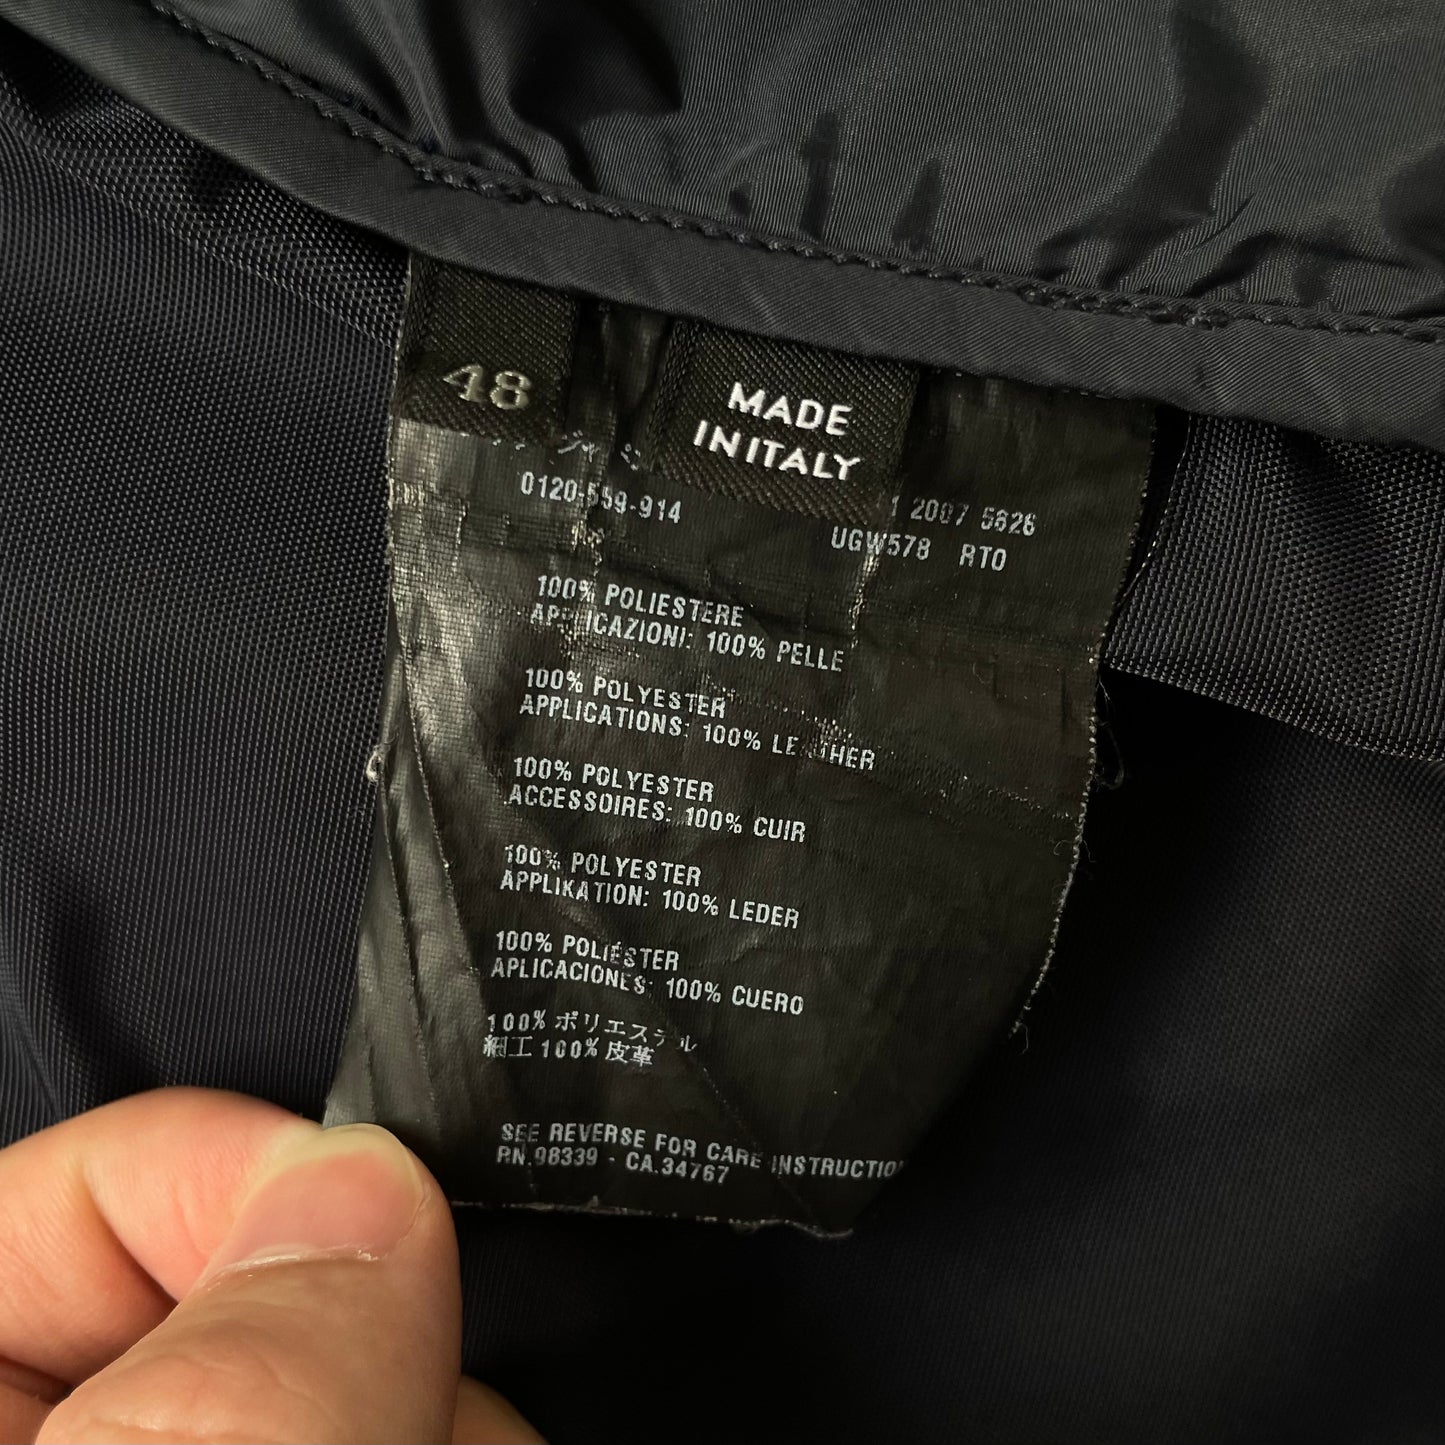 48
MADE
IN ITALY
0120-559-914
1 2007 5626
UGW578 RTO
100% POLIESTERE
APPLICAZIONI: 100% PELLE
100% POLYESTER
APPLICATIONS: 100% LEATHER
100% POLYESTER
ACCESSOIRES: 100% CUIR
100% POLYESTER
APPLIKATION: 100% LEDER
100% POLIÉSTER
APLICACIONES: 100% CUERO
100% ポリエステル
細工 100% 皮革
SEE REVERSE FOR CARE INSTRUCTION
RN.98339 - CA.34767